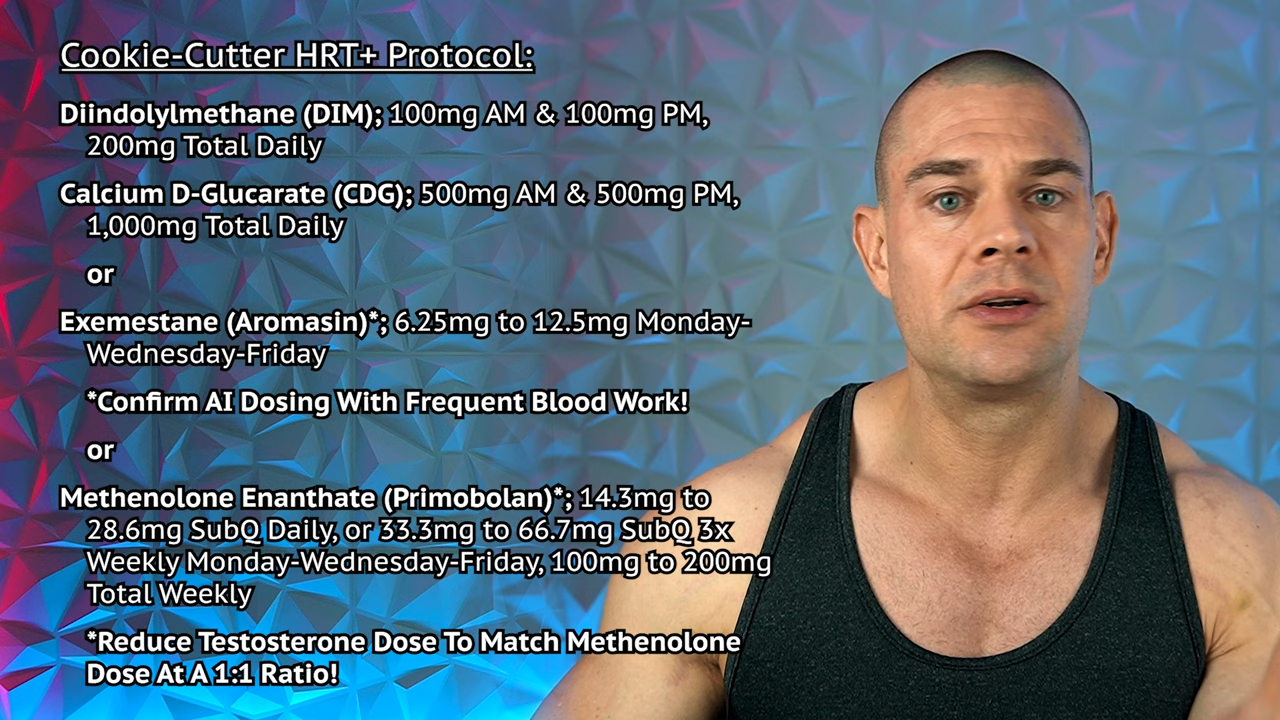 Cookie-Cutter HRT+ Protocol:
Diindolylmethane (DIM); 100mg AM & 100mg PM,
200mg Total Daily
Calcium D-Glucarate (CDG); 500mg AM & 500mg PM,
1,000mg Total Daily
or
Exemestane (Aromasin)*; 6.25mg to 12.5mg Monday-
Wednesday-Friday
*Confirm AI Dosing With Frequent Blood Work!
or
Methenolone Enanthate (Primobolan)*; 14.3mg to
28.6mg SubQ Daily, or 33.3mg to 66.7mg SubQ 3x
Weekly Monday-Wednesday-Friday, 100mg to 200mg
Total Weekly
*Reduce Testosterone Dose To Match Methenolone
Dose At A 1:1 Ratio!